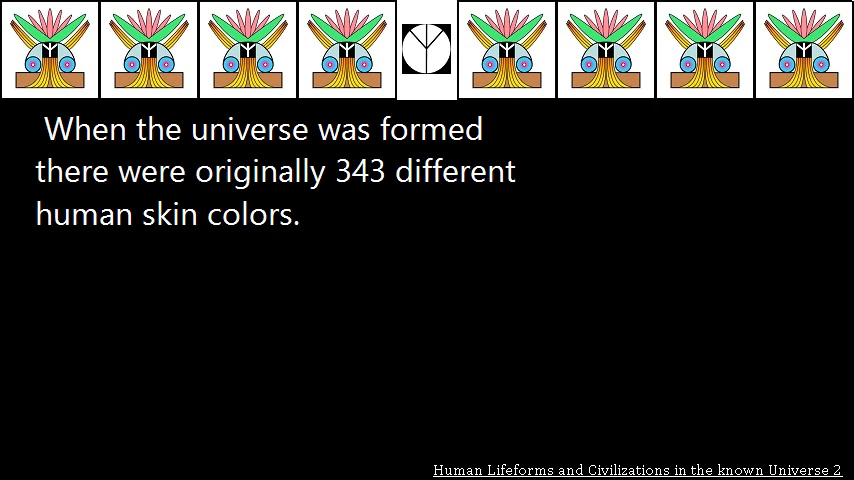 When the universe was formed
there were originally 343 different
human skin colors.
Human Lifeforms and Civilizations in the known Universe 2